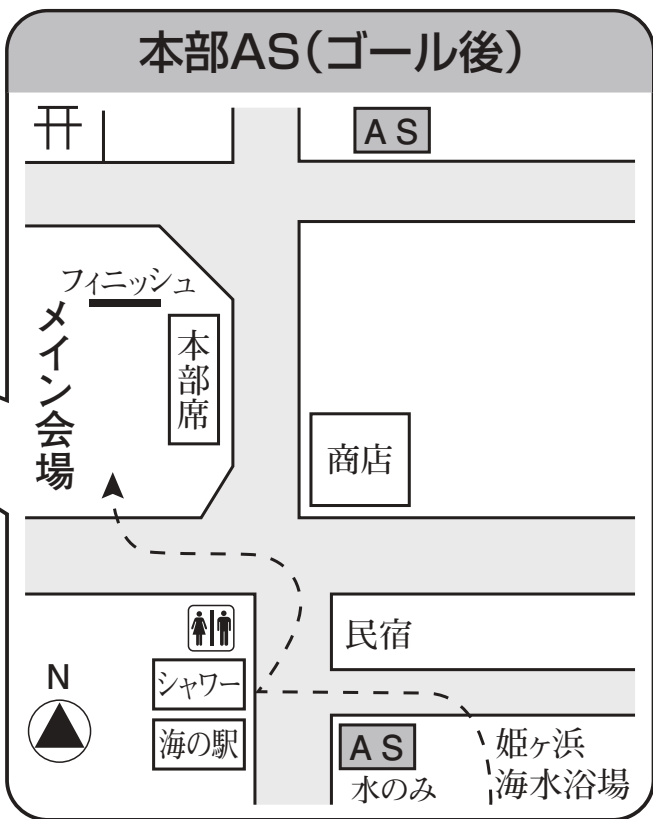 本部AS(ゴール後)
AS
フィニッシュ
メイン会場
本部席
商店
民宿
シャワー
海の駅
N
AS
水のみ
姫ヶ浜
海水浴場